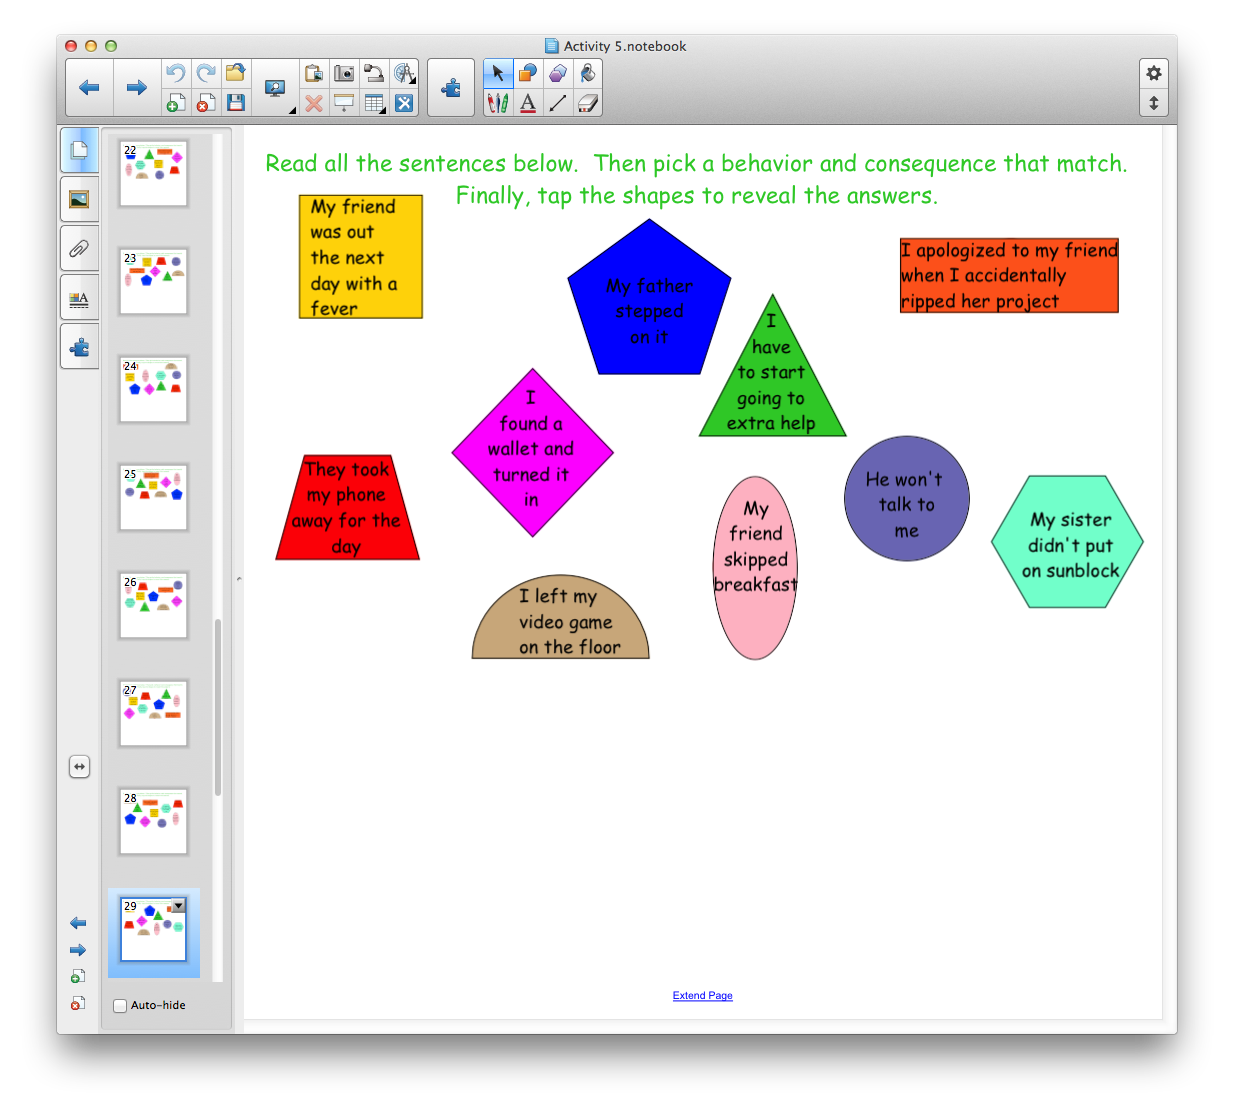 Activity 5.notebook
Read all the sentences below.  Then pick a behavior and consequence that match.
Finally, tap the shapes to reveal the answers.
My friend
was out
the next
day with a
fever
My father
stepped
on it
I apologized to my friend
when I accidentally
ripped her project
I
have
to start
going to
extra help
I
found a
wallet and
turned it
in
They took
my phone
away for the
day
He won't
talk to
me
My
friend
skipped
breakfast
My sister
didn't put
on sunblock
I left my
video game
on the floor
22
23
24
25
26
27
28
29
Auto-hide
Extend Page